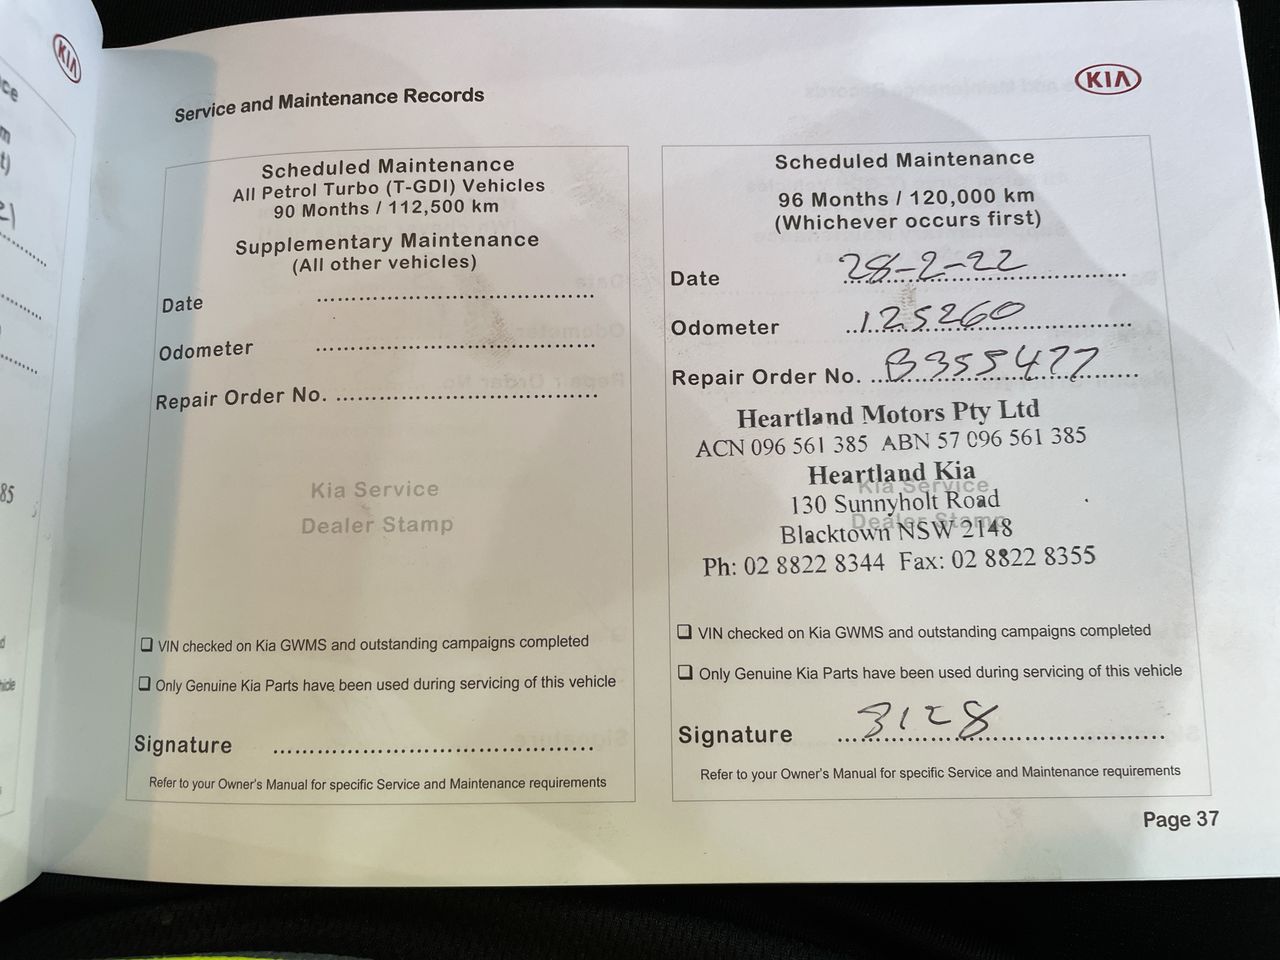 KIA
ce
m
t)
85
hicle
Service and Maintenance Records
KIA
Scheduled Maintenance
All Petrol Turbo (T-GDI) Vehicles
90 Months / 112,500 km
Supplementary Maintenance
(All other vehicles)
Date
Odometer
Repair Order No.
Kia Service
Dealer Stamp
❑ VIN checked on Kia GWMS and outstanding campaigns completed
❑ Only Genuine Kia Parts have been used during servicing of this vehicle
Signature
Refer to your Owner's Manual for specific Service and Maintenance requirements
Scheduled Maintenance
96 Months / 120,000 km
(Whichever occurs first)
Date 28-2-22
Odometer 125260
Repair Order No. B355477
Heartland Motors Pty Ltd
ACN 096 561 385 ABN 57 096 561 385
Heartland Kia
Kia Service
130 Sunnyholt Road
Dealer Stamp
Blacktown NSW 2148
Ph: 02 8822 8344 Fax: 02 8822 8355
❑ VIN checked on Kia GWMS and outstanding campaigns completed
❑ Only Genuine Kia Parts have been used during servicing of this vehicle
Signature 3128
Refer to your Owner's Manual for specific Service and Maintenance requirements
Page 37